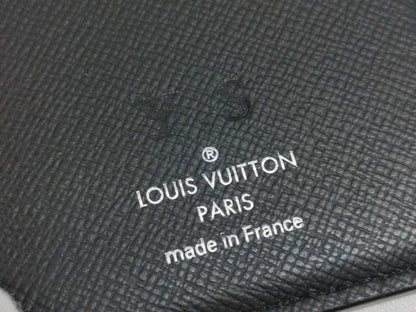 Y S
®
LOUIS VUITTON
PARIS
made in France